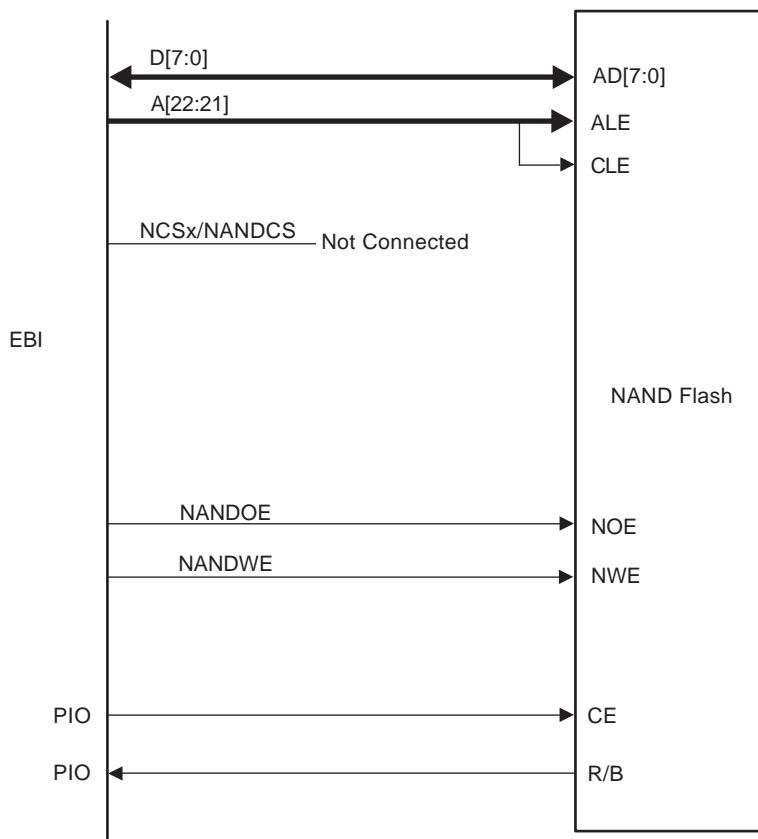 D[7:0]
AD[7:0]
A[22:21]
ALE
CLE
NCSx/NANDCS
Not Connected
EBI
NAND Flash
NANDOE
NOE
NANDWE
NWE
PIO
CE
PIO
R/B